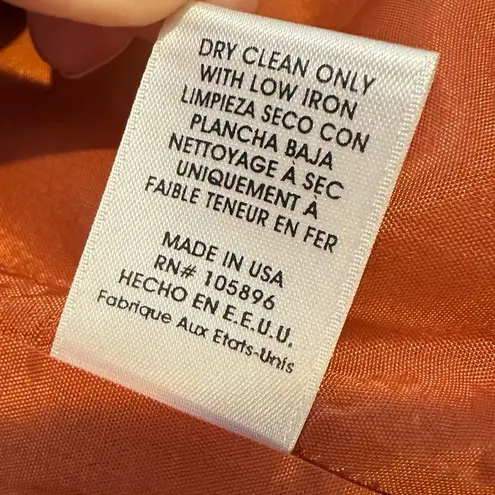 DRY CLEAN ONLY
WITH LOW IRON
LIMPIEZA SECO CON
PLANCHA BAJA
NETTOYAGE À SEC
UNIQUEMENT À
FAIBLE TENEUR EN FER
MADE IN USA
RN# 105896
HECHO EN E.E.U.U.
Fabrique Aux Etats-Unis